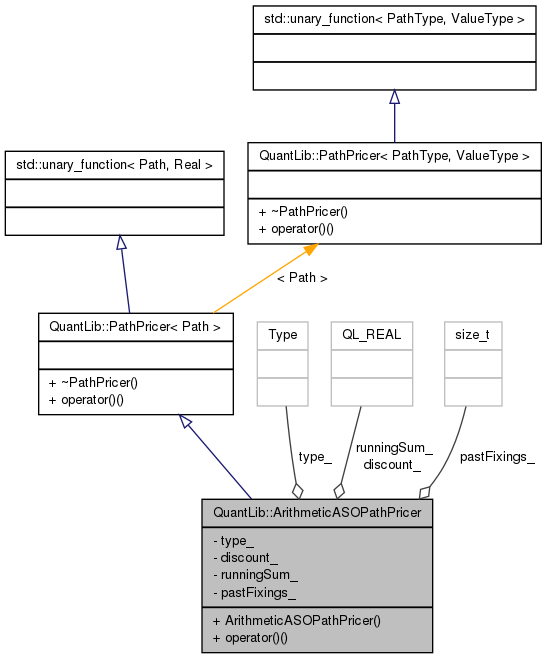 std::unary_function< PathType, ValueType >
std::unary_function< Path, Real >
QuantLib::PathPricer< PathType, ValueType >
+ ~PathPricer()
+ operator()()
< Path >
QuantLib::PathPricer< Path >
+ ~PathPricer()
+ operator()()
Type
QL_REAL
size_t
type_
runningSum_
discount_
pastFixings_
QuantLib::ArithmeticASOPathPricer
- type_
- discount_
- runningSum_
- pastFixings_
+ ArithmeticASOPathPricer()
+ operator()()